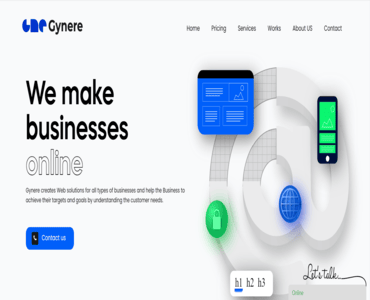 Gynere
Home Pricing Services Works About US Contact
We make
businesses
online
Gynere creates Web solutions for all types of businesses and help the Business to
achieve their targets and goals by understanding the customer needs.
Contact us
h1 h2 h3
Let's talk
Online